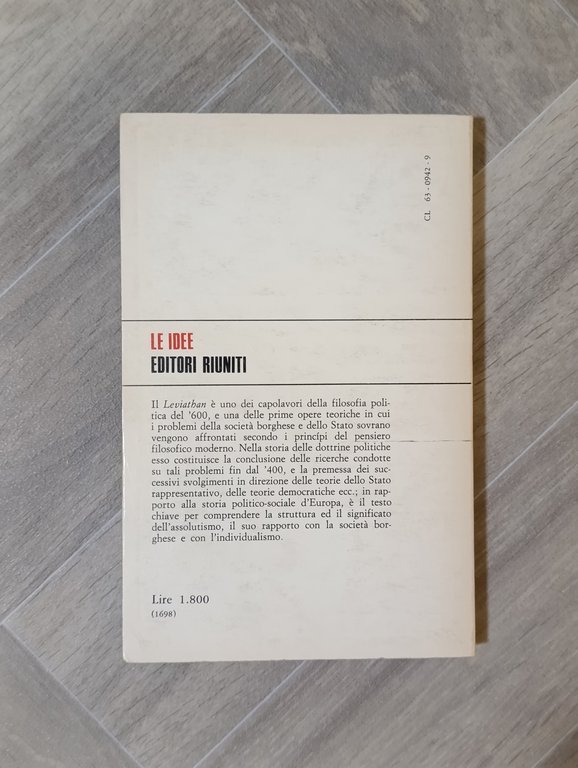 CL 63-0942-9
LE IDEE
EDITORI RIUNITI
Il Leviathan è uno dei capolavori della filosofia poli-
tica del '600, e una delle prime opere teoriche in cui
i problemi della società borghese e dello Stato sovrano
vengono affrontati secondo i princípi del pensiero
filosofico moderno. Nella storia delle dottrine politiche
esso costituisce la conclusione delle ricerche condotte
su tali problemi fin dal '400, e la premessa dei suc-
cessivi svolgimenti in direzione delle teorie dello Stato
rappresentativo, delle teorie democratiche ecc.; in rap-
porto alla storia politico-sociale d'Europa, è il testo
chiave per comprendere la struttura ed il significato
dell'assolutismo, il suo rapporto con la società bor-
ghese e con l'individualismo.
Lire 1.800
(1698)